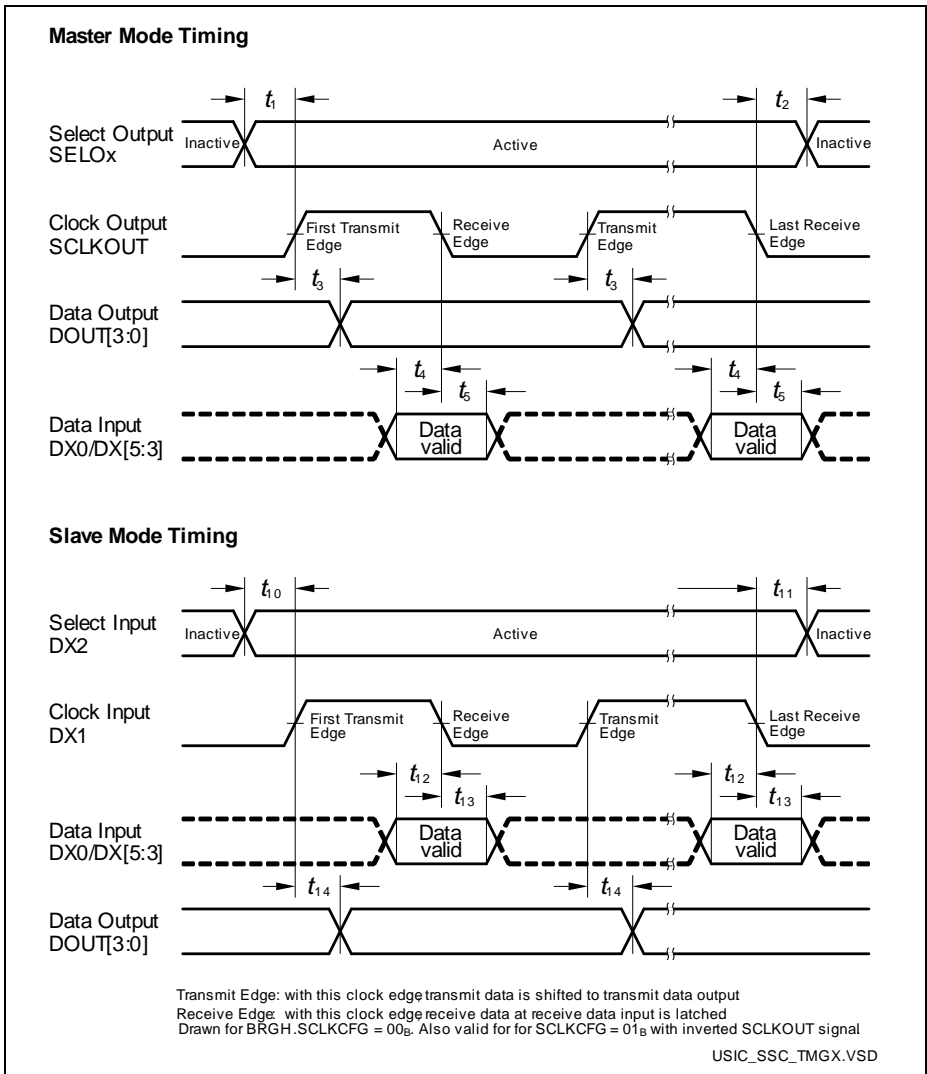 Master Mode Timing
t1
t2
Select Output
SELOx
Inactive
Active
Inactive
Clock Output
SCLKOUT
First Transmit
Edge
Receive
Edge
Transmit
Edge
Last Receive
Edge
t3
t3
Data Output
DOUT[3:0]
t4
t5
t4
t5
Data Input
DX0/DX[5:3]
Data
valid
Data
valid
Slave Mode Timing
t10
t11
Select Input
DX2
Inactive
Active
Inactive
Clock Input
DX1
First Transmit
Edge
Receive
Edge
Transmit
Edge
Last Receive
Edge
t12
t13
t12
t13
Data Input
DX0/DX[5:3]
Data
valid
Data
valid
t14
t14
Data Output
DOUT[3:0]
Transmit Edge: with this clock edge, transmit data is shifted to transmit data output
Receive Edge: with this clock edge, receive data at receive data input is latched
Drawn for BRGH.SCLKCFG = 00B. Also valid for for SCLKCFG = 01B with inverted SCLKOUT signal.
USIC_SSC_TMGX.VSD